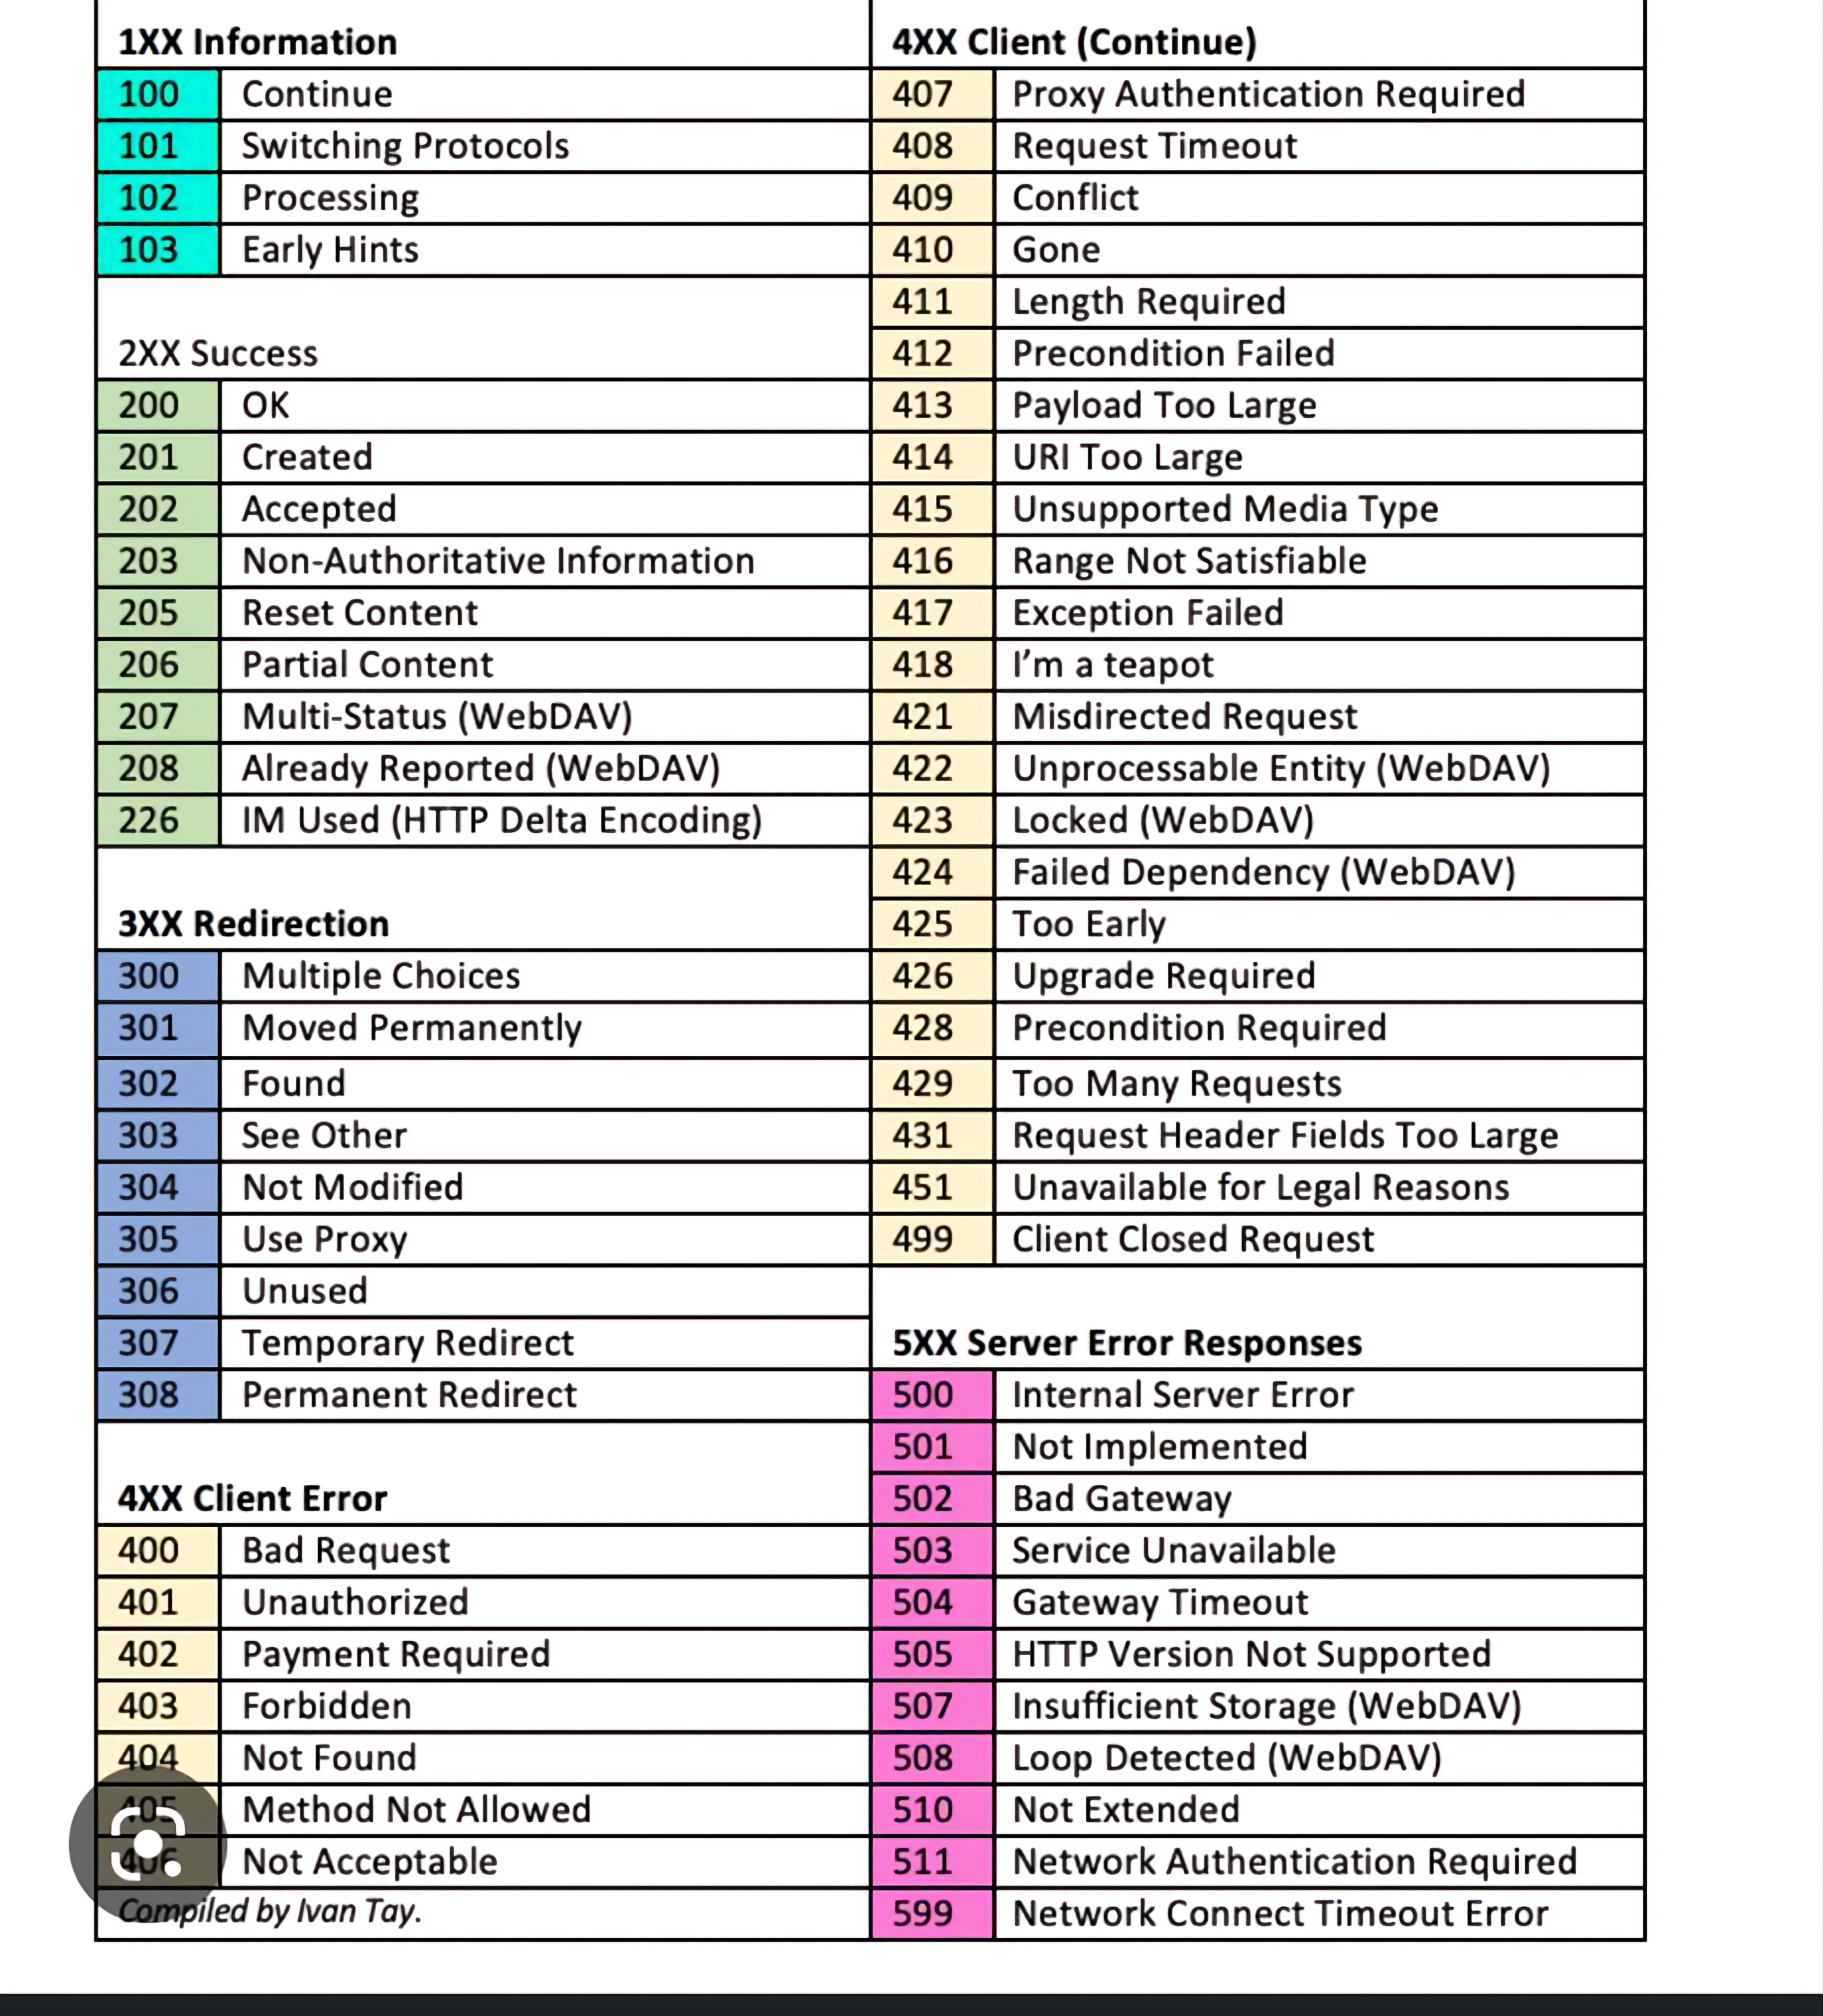 1XX Information
100 Continue
101 Switching Protocols
102 Processing
103 Early Hints
2XX Success
200 OK
201 Created
202 Accepted
203 Non-Authoritative Information
205 Reset Content
206 Partial Content
207 Multi-Status (WebDAV)
208 Already Reported (WebDAV)
226 IM Used (HTTP Delta Encoding)
3XX Redirection
300 Multiple Choices
301 Moved Permanently
302 Found
303 See Other
304 Not Modified
305 Use Proxy
306 Unused
307 Temporary Redirect
308 Permanent Redirect
4XX Client Error
400 Bad Request
401 Unauthorized
402 Payment Required
403 Forbidden
404 Not Found
405 Method Not Allowed
406 Not Acceptable
Compiled by Ivan Tay.
4XX Client (Continue)
407 Proxy Authentication Required
408 Request Timeout
409 Conflict
410 Gone
411 Length Required
412 Precondition Failed
413 Payload Too Large
414 URI Too Large
415 Unsupported Media Type
416 Range Not Satisfiable
417 Exception Failed
418 I'm a teapot
421 Misdirected Request
422 Unprocessable Entity (WebDAV)
423 Locked (WebDAV)
424 Failed Dependency (WebDAV)
425 Too Early
426 Upgrade Required
428 Precondition Required
429 Too Many Requests
431 Request Header Fields Too Large
451 Unavailable for Legal Reasons
499 Client Closed Request
5XX Server Error Responses
500 Internal Server Error
501 Not Implemented
502 Bad Gateway
503 Service Unavailable
504 Gateway Timeout
505 HTTP Version Not Supported
507 Insufficient Storage (WebDAV)
508 Loop Detected (WebDAV)
510 Not Extended
511 Network Authentication Required
599 Network Connect Timeout Error